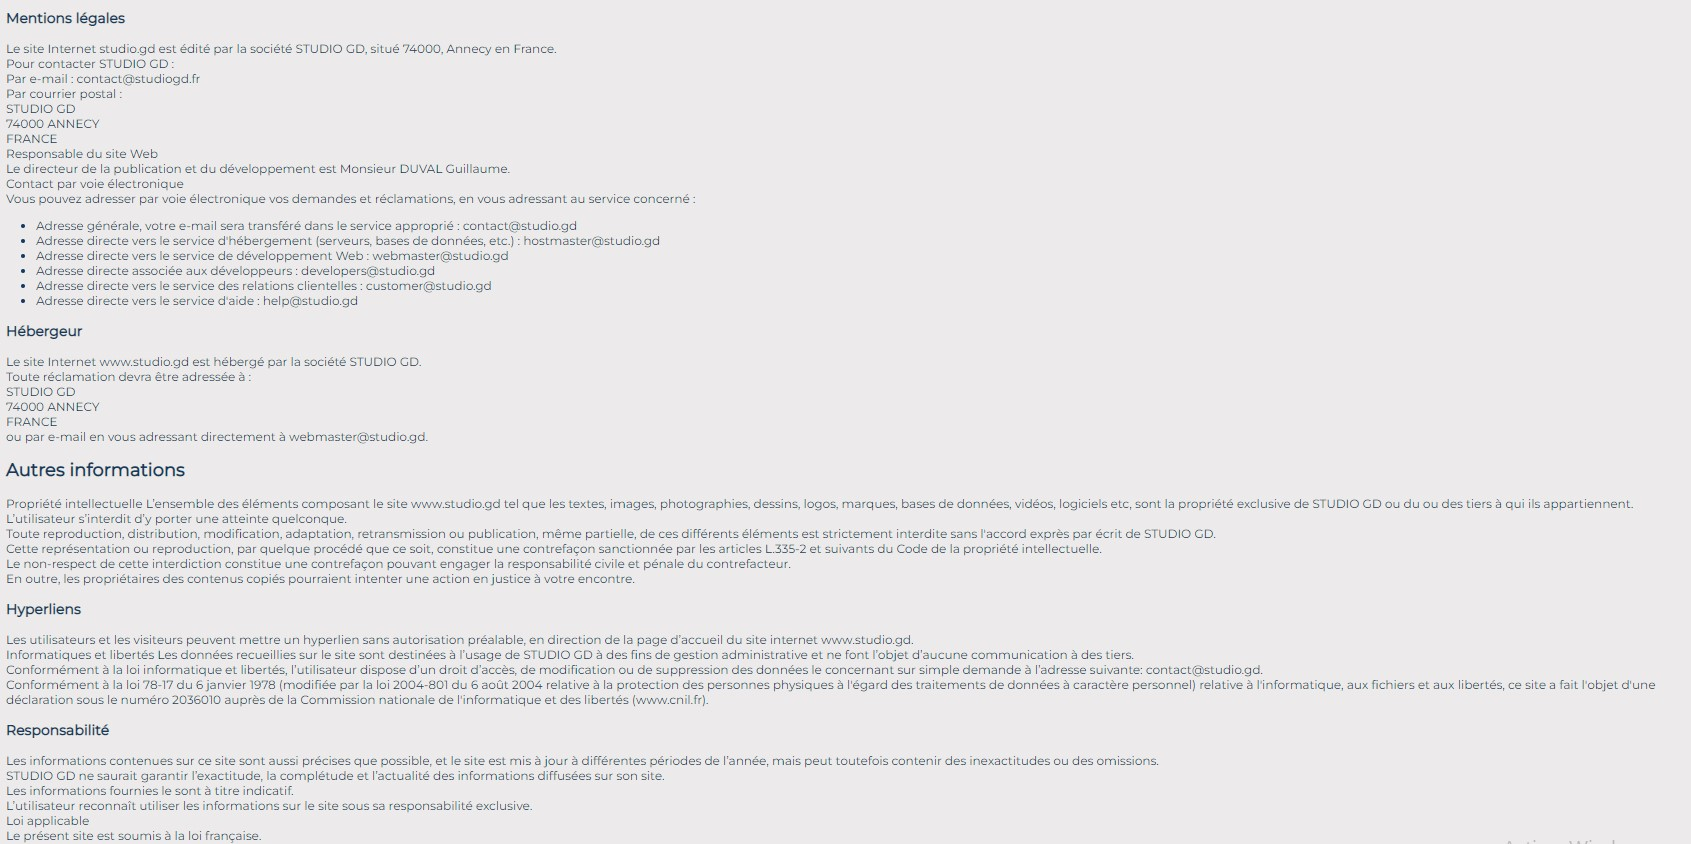 Mentions légales
Le site Internet studio.gd est édité par la société STUDIO GD, situé 74000, Annecy en France.
Pour contacter STUDIO GD :
Par e-mail : contact@studiogd.fr
Par courrier postal :
STUDIO GD
74000 ANNECY
FRANCE
Responsable du site Web
Le directeur de la publication et du développement est Monsieur DUVAL Guillaume.
Contact par voie électronique
Vous pouvez adresser par voie électronique vos demandes et réclamations, en vous adressant au service concerné :
• Adresse générale, votre e-mail sera transféré dans le service approprié : contact@studio.gd
• Adresse directe vers le service d'hébergement (serveurs, bases de données, etc.) : hostmaster@studio.gd
• Adresse directe vers le service de développement Web : webmaster@studio.gd
• Adresse directe associée aux développeurs : developers@studio.gd
• Adresse directe vers le service des relations clientelles : customer@studio.gd
• Adresse directe vers le service d'aide : help@studio.gd
Hébergeur
Le site Internet www.studio.gd est hébergé par la société STUDIO GD.
Toute réclamation devra être adressée à :
STUDIO GD
74000 ANNECY
FRANCE
ou par e-mail en vous adressant directement à webmaster@studio.gd.
Autres informations
Propriété intellectuelle L’ensemble des éléments composant le site www.studio.gd tel que les textes, images, photographies, dessins, logos, marques, bases de données, vidéos, logiciels etc, sont la propriété exclusive de STUDIO GD ou du ou des tiers à qui ils appartiennent.
L’utilisateur s’interdit d’y porter une atteinte quelconque.
Toute reproduction, distribution, modification, adaptation, retransmission ou publication, même partielle, de ces différents éléments est strictement interdite sans l'accord exprès par écrit de STUDIO GD.
Cette représentation ou reproduction, par quelque procédé que ce soit, constitue une contrefaçon sanctionnée par les articles L.335-2 et suivants du Code de la propriété intellectuelle.
Le non-respect de cette interdiction constitue une contrefaçon pouvant engager la responsabilité civile et pénale du contrefacteur.
En outre, les propriétaires des contenus copiés pourraient intenter une action en justice à votre encontre.
Hyperliens
Les utilisateurs et les visiteurs peuvent mettre un hyperlien sans autorisation préalable, en direction de la page d’accueil du site internet www.studio.gd.
Informatiques et libertés Les données recueillies sur le site sont destinées à l’usage de STUDIO GD à des fins de gestion administrative et ne font l’objet d’aucune communication à des tiers.
Conformément à la loi informatique et libertés, l’utilisateur dispose d’un droit d’accès, de modification ou de suppression des données le concernant sur simple demande à l’adresse suivante: contact@studio.gd.
Conformément à la loi 78-17 du 6 janvier 1978 (modifiée par la loi 2004-801 du 6 août 2004 relative à la protection des personnes physiques à l'égard des traitements de données à caractère personnel) relative à l'informatique, aux fichiers et aux libertés, ce site a fait l'objet d'une
déclaration sous le numéro 2036010 auprès de la Commission nationale de l'informatique et des libertés (www.cnil.fr).
Responsabilité
Les informations contenues sur ce site sont aussi précises que possible, et le site est mis à jour à différentes périodes de l’année, mais peut toutefois contenir des inexactitudes ou des omissions.
STUDIO GD ne saurait garantir l’exactitude, la complétude et l’actualité des informations diffusées sur son site.
Les informations fournies le sont à titre indicatif.
L’utilisateur reconnaît utiliser les informations sur le site sous sa responsabilité exclusive.
Loi applicable
Le présent site est soumis à la loi française.